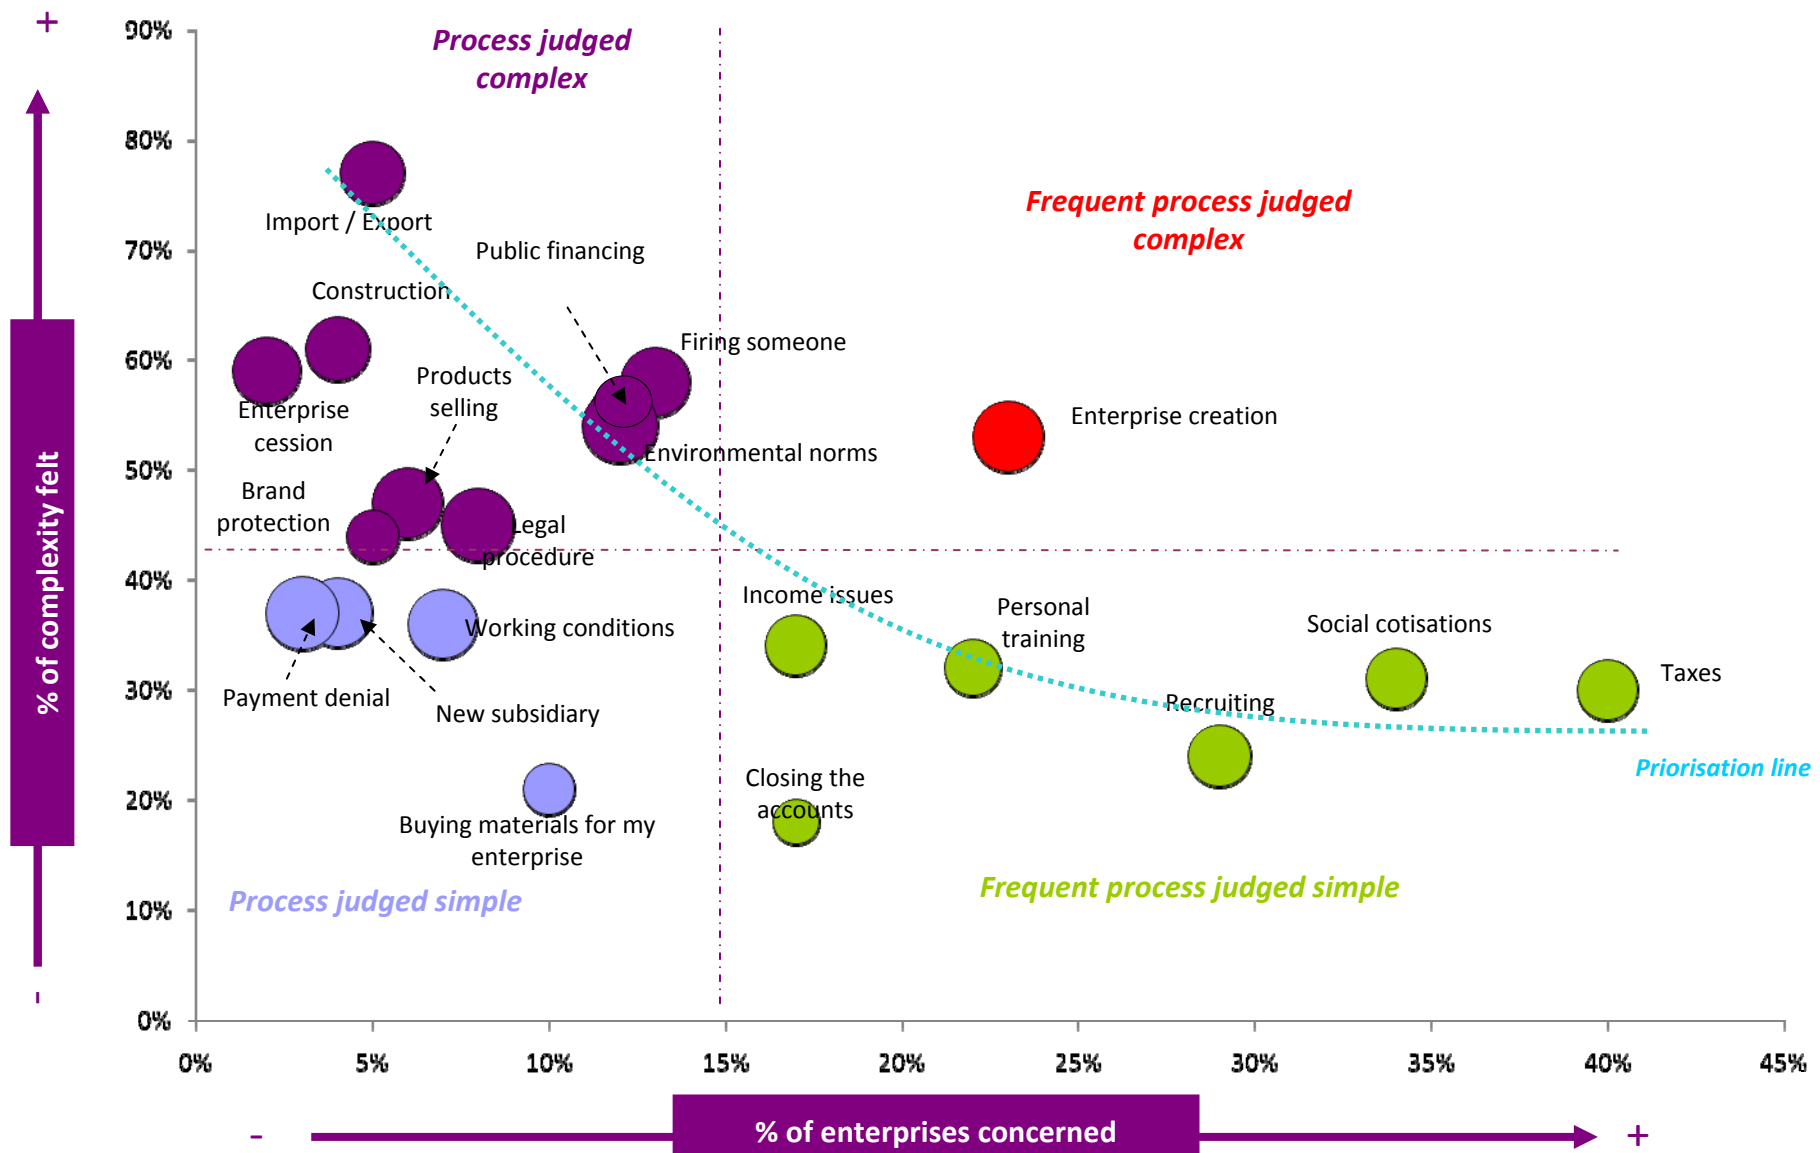 +
90%
Process judged
complex
80%
Frequent process judged
complex
Import / Export
70%
Public financing
Construction
60%
Firing someone
Products
selling
Enterprise
cession
Enterprise creation
Environmental norms
50%
Brand
protection
Legal
procedure
40%
Income issues
Personal
training
Social cotisations
Working conditions
% of complexity felt
Payment denial
New subsidiary
30%
Recruiting
Taxes
Priorisation line
Closing the
accounts
20%
Buying materials for my
enterprise
Process judged simple
Frequent process judged simple
10%
-
0%
0% 5% 10% 15% 20% 25% 30% 35% 40% 45%
- % of enterprises concerned +